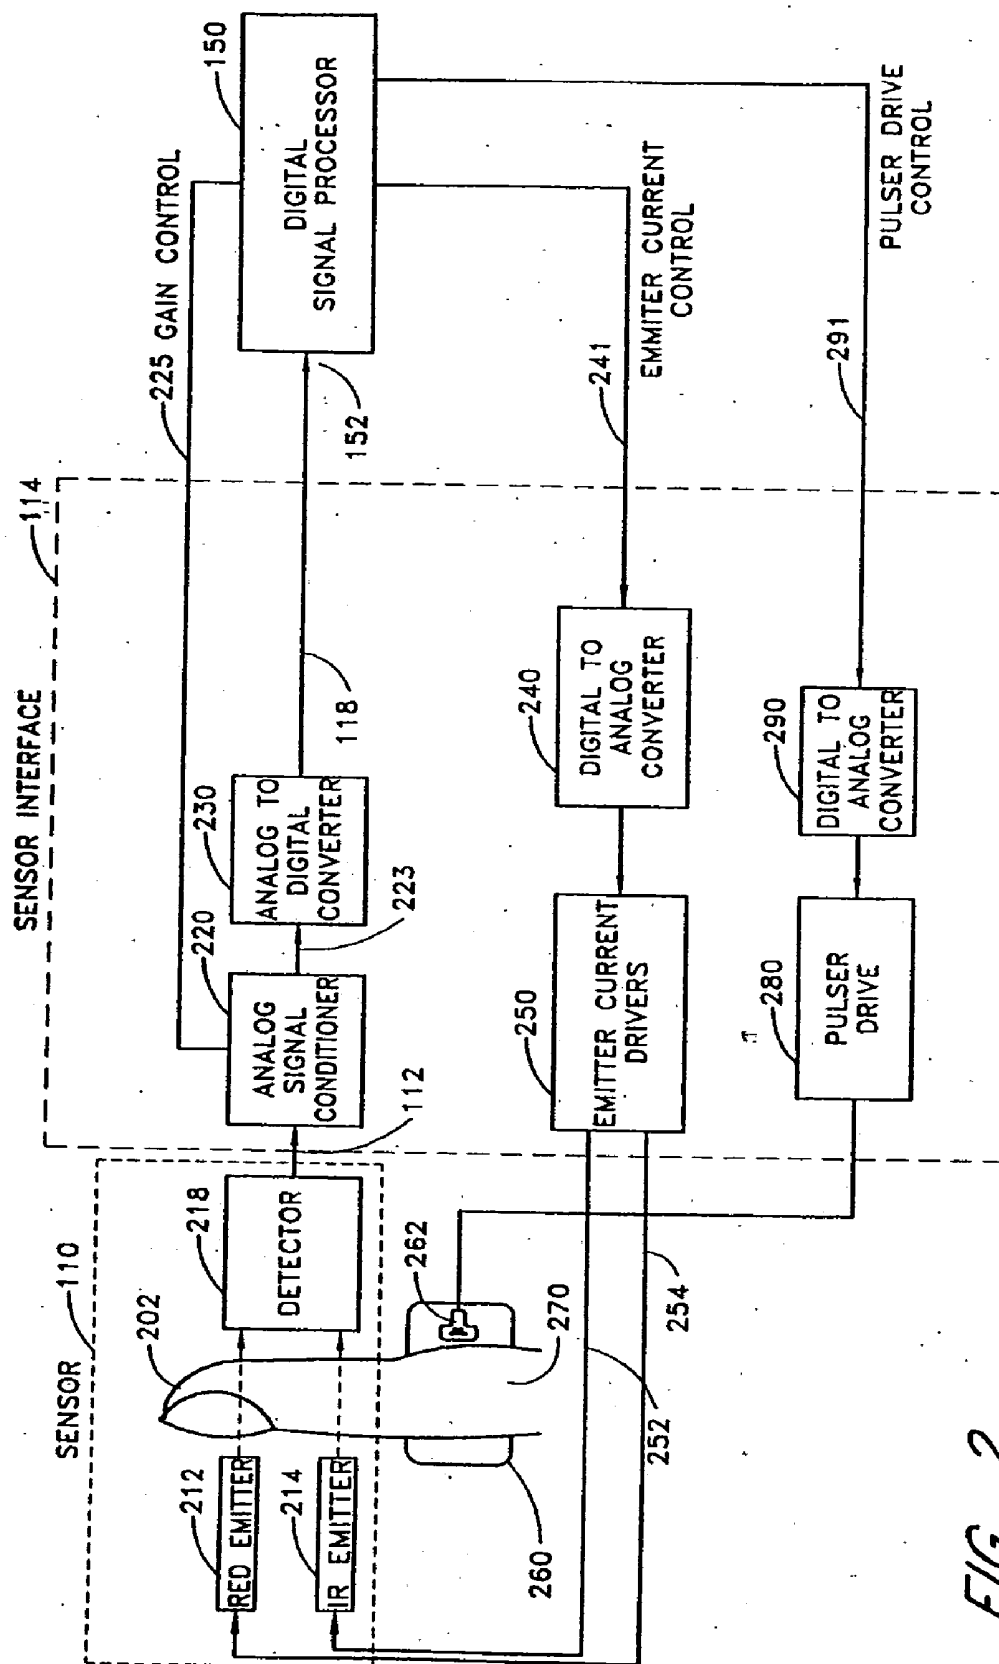 SENSOR
110
202
212
RED EMITTER
214
IR EMITTER
218
DETECTOR
112
260
262
270
252
254
SENSOR INTERFACE
114
220
ANALOG
SIGNAL
CONDITIONER
223
230
ANALOG TO
DIGITAL
CONVERTER
118
225 GAIN CONTROL
152
150
DIGITAL
SIGNAL PROCESSOR
250
EMITTER CURRENT
DRIVERS
240
DIGITAL TO
ANALOG
CONVERTER
241
EMMITER CURRENT
CONTROL
280
PULSER
DRIVE
290
DIGITAL TO
ANALOG
CONVERTER
291
PULSER DRIVE
CONTROL
FIG. 2